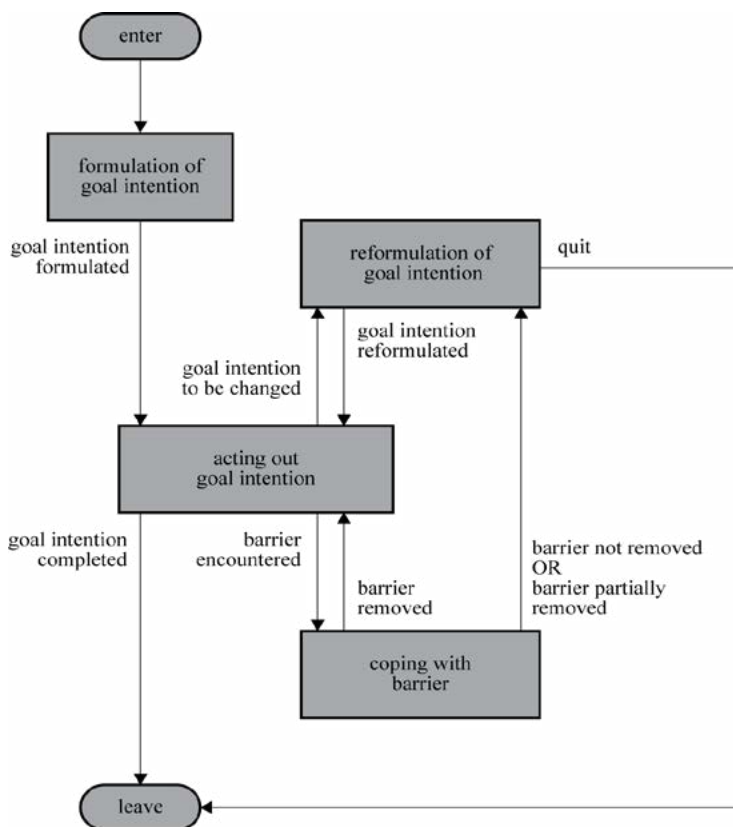 enter
formulation of
goal intention
goal intention
formulated
reformulation of
goal intention
quit
goal intention
reformulated
goal intention
to be changed
acting out
goal intention
goal intention
completed
barrier
encountered
barrier
removed
barrier not removed
OR
barrier partially
removed
coping with
barrier
leave